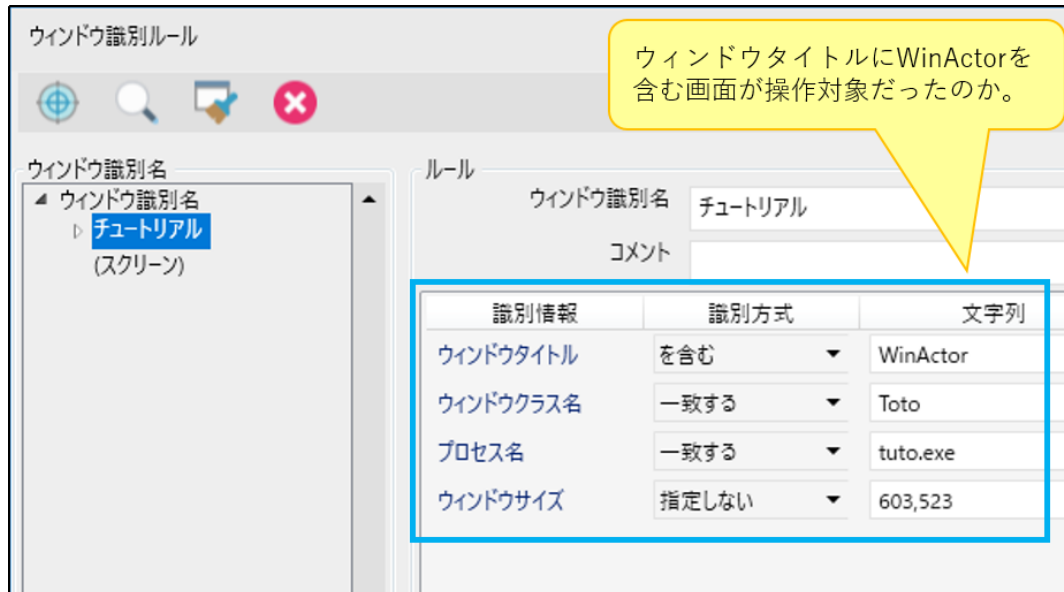 ウィンドウ識別ルール
ウィンドウタイトルにWinActorを
含む画面が操作対象だったのか。
ウィンドウ識別名
ウィンドウ識別名
チュートリアル
(スクリーン)
ルール
ウィンドウ識別名 チュートリアル
コメント
識別情報 識別方式 文字列
ウィンドウタイトル を含む WinActor
ウィンドウクラス名 一致する Toto
プロセス名 一致する tuto.exe
ウィンドウサイズ 指定しない 603,523